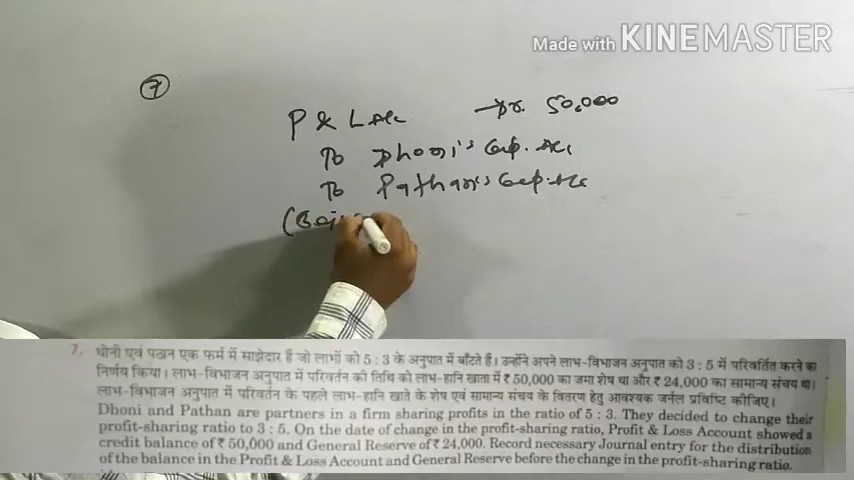 Made with KINEMASTER
7
P & L A/c Dr. 50,000
To Dhoni's Cap. A/c
To Pathan's Cap. A/c
(Bei
7. धोनी एवं पठान एक फर्म में साझेदार हैं जो लाभों को 5 : 3 के अनुपात में बाँटते हैं। उन्होंने अपने लाभ-विभाजन अनुपात को 3 : 5 में परिवर्तित करने का
निर्णय किया। लाभ-विभाजन अनुपात में परिवर्तन की तिथि को लाभ-हानि खाता में ₹ 50,000 का जमा शेष था और ₹ 24,000 का सामान्य संचय था।
लाभ-विभाजन अनुपात में परिवर्तन के पहले लाभ-हानि खाते के शेष एवं सामान्य संचय के वितरण हेतु आवश्यक जर्नल प्रविष्टि कीजिए।
Dhoni and Pathan are partners in a firm sharing profits in the ratio of 5 : 3. They decided to change their
profit-sharing ratio to 3 : 5. On the date of change in the profit-sharing ratio, Profit & Loss Account showed a
credit balance of ₹ 50,000 and General Reserve of ₹ 24,000. Record necessary Journal entry for the distribution
of the balance in the Profit & Loss Account and General Reserve before the change in the profit-sharing ratio.